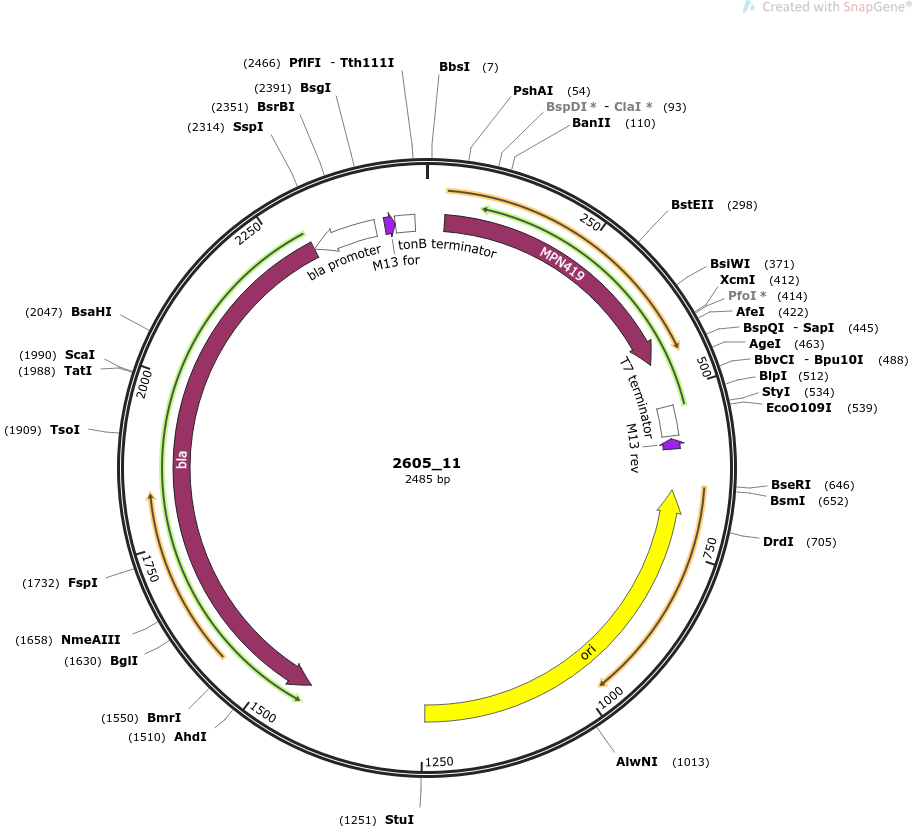 Created with SnapGene®
(2466) PflFI - Tth111I
BbsI (7)
(2391) BsgI
PshAI (54)
(2351) BsrBI
BspDI * - ClaI * (93)
(2314) SspI
BanII (110)
BstEII (298)
250
2250
tonB terminator
bla promoter
M13 for
MPN419
BsiWI (371)
XcmI (412)
PfoI * (414)
(2047) BsaHI
AfeI (422)
BspQI - SapI (445)
AgeI (463)
(1990) ScaI
BbvCI - Bpu10I (488)
(1988) TatI
500
BlpI (512)
2000
StyI (534)
T7 terminator
EcoO109I (539)
(1909) TsoI
M13 rev
bla
2605_11
2485 bp
BseRI (646)
BsmI (652)
DrdI (705)
750
1750
(1732) FspI
(1658) NmeAIII
ori
(1630) BglI
1000
(1550) BmrI
1500
(1510) AhdI
AlwNI (1013)
1250
(1251) StuI